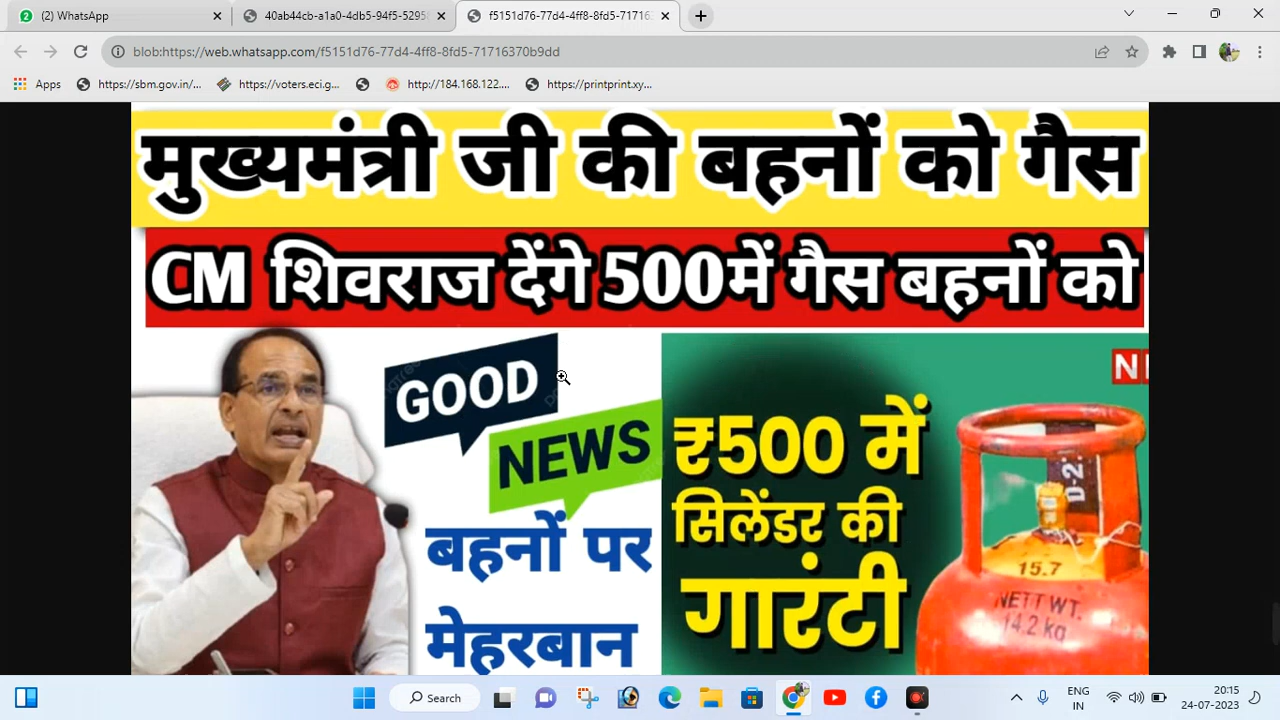 (2) WhatsApp
40ab44cb-a1a0-4db5-94f5-5295
f5151d76-77d4-4ff8-8fd5-71716
blob:https://web.whatsapp.com/f5151d76-77d4-4ff8-8fd5-71716370b9dd
Apps
https://sbm.gov.in/...
https://voters.eci.g...
http://184.168.122....
https://printprint.xy...
मुख्यमंत्री जी की बहनों को गैस
CM शिवराज देंगे 500में गैस बहनों को
GOOD
NEWS
बहनों पर
मेहरबान
₹500 में
सिलेंडर की
गारंटी
D-2
15.7
NETT WT.
14.2 kg
Search
ENG
IN
20:15
24-07-2023